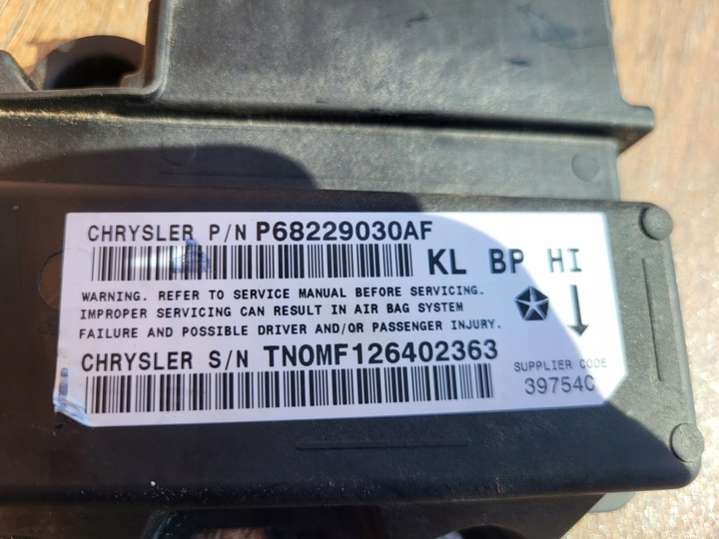 CHRYSLER P/N P68229030AF
KL BP HI
WARNING. REFER TO SERVICE MANUAL BEFORE SERVICING.
IMPROPER SERVICING CAN RESULT IN AIR BAG SYSTEM
FAILURE AND POSSIBLE DRIVER AND/OR PASSENGER INJURY.
CHRYSLER S/N TN0MF126402363
SUPPLIER CODE
39754C